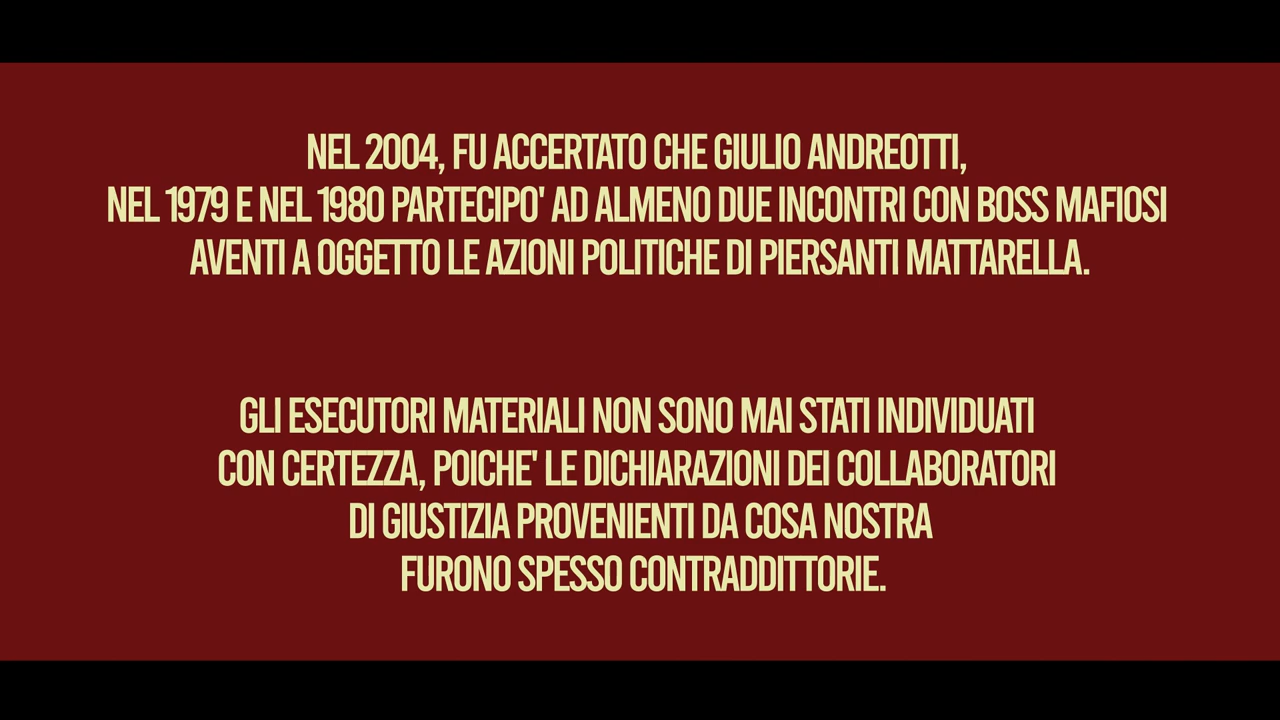 NEL 2004, FU ACCERTATO CHE GIULIO ANDREOTTI,
NEL 1979 E NEL 1980 PARTECIPO' AD ALMENO DUE INCONTRI CON BOSS MAFIOSI
AVENTI A OGGETTO LE AZIONI POLITICHE DI PIERSANTI MATTARELLA.
GLI ESECUTORI MATERIALI NON SONO MAI STATI INDIVIDUATI
CON CERTEZZA, POICHE' LE DICHIARAZIONI DEI COLLABORATORI
DI GIUSTIZIA PROVENIENTI DA COSA NOSTRA
FURONO SPESSO CONTRADDITTORIE.